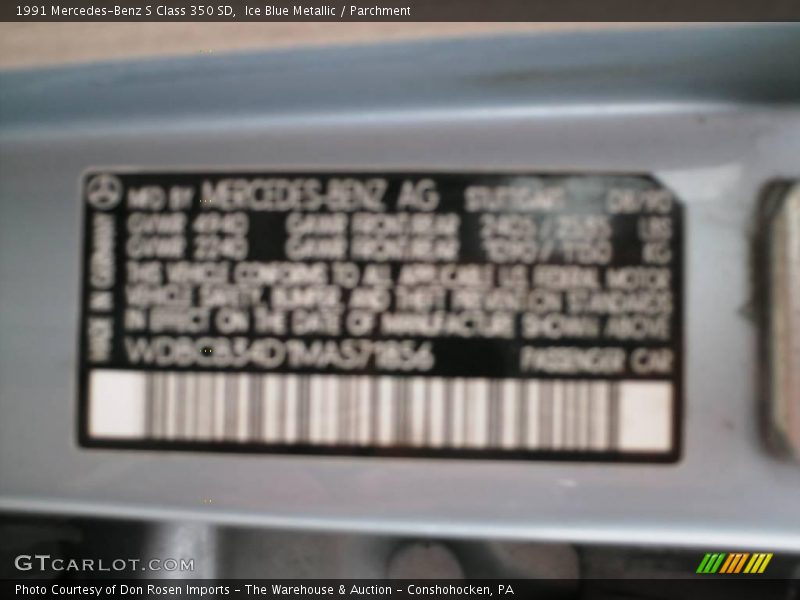 1991 Mercedes-Benz S Class 350 SD,  Ice Blue Metallic / Parchment
MFD BY MERCEDES-BENZ AG STUTTGART 08/90
GVWR 4940 GAWR FRONT/REAR LBS
GVWR 2240 GAWR FRONT/REAR 1090 / 1150 KG
THIS VEHICLE CONFORMS TO ALL APPLICABLE U.S. FEDERAL MOTOR
VEHICLE SAFETY, BUMPER, AND THEFT PREVENTION STANDARDS
IN EFFECT ON THE DATE OF MANUFACTURE SHOWN ABOVE
WDBCB34D1MA571856 PASSENGER CAR
MADE IN GERMANY
GTCARLOT.COM
Photo Courtesy of Don Rosen Imports - The Warehouse & Auction - Conshohocken, PA